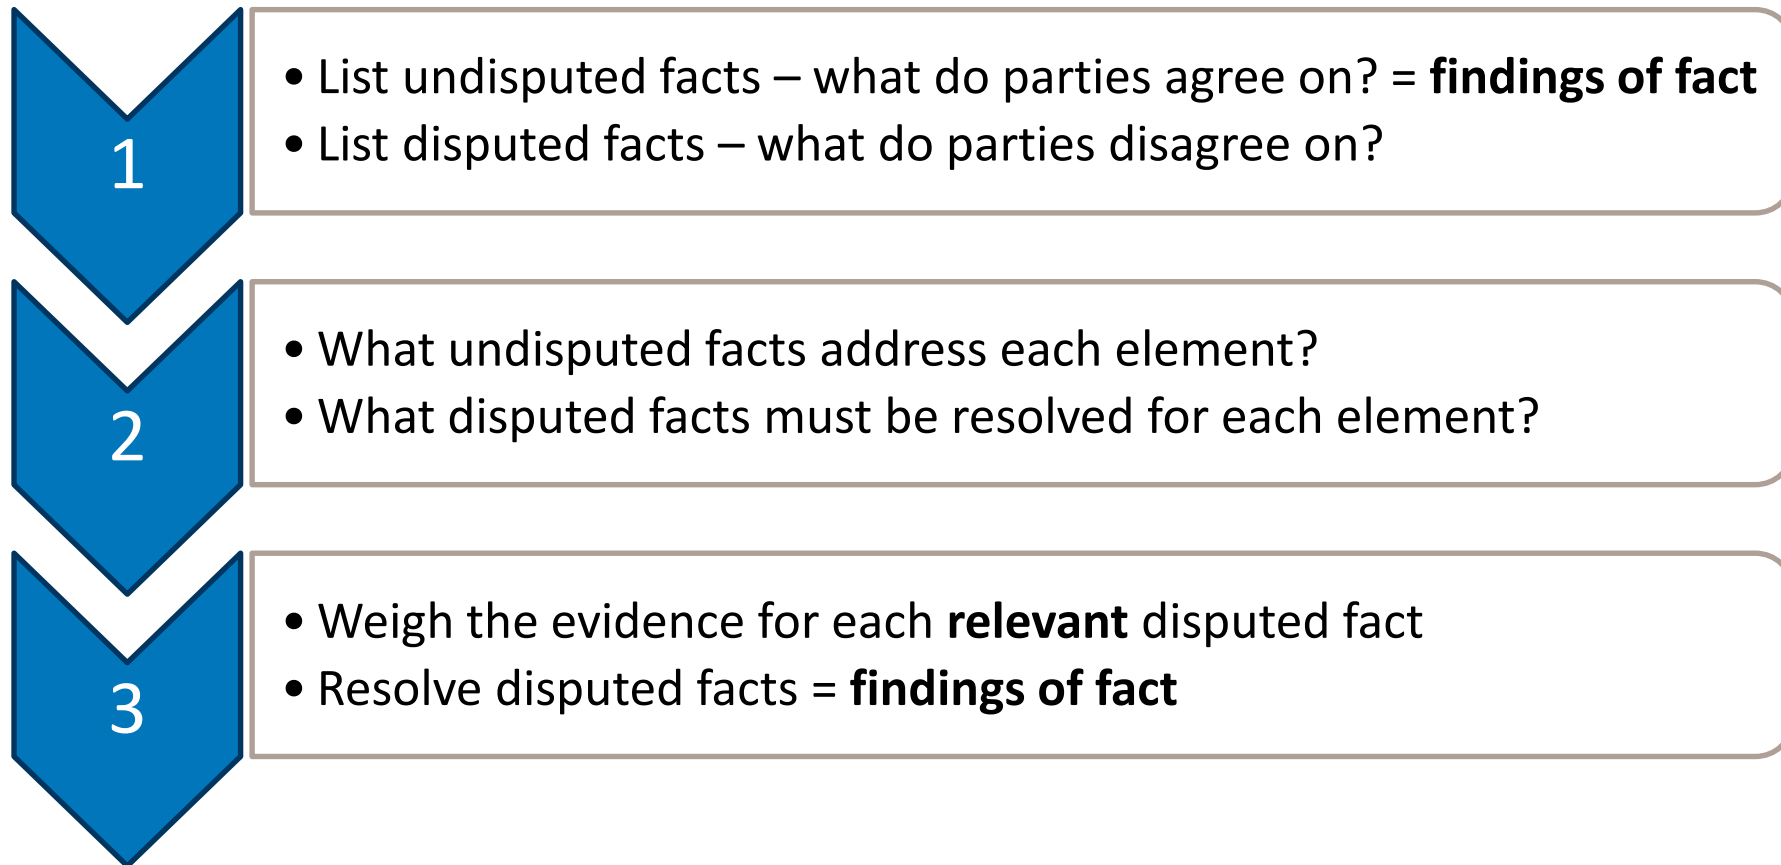 1
• List undisputed facts – what do parties agree on? = findings of fact
• List disputed facts – what do parties disagree on?
2
• What undisputed facts address each element?
• What disputed facts must be resolved for each element?
3
• Weigh the evidence for each relevant disputed fact
• Resolve disputed facts = findings of fact